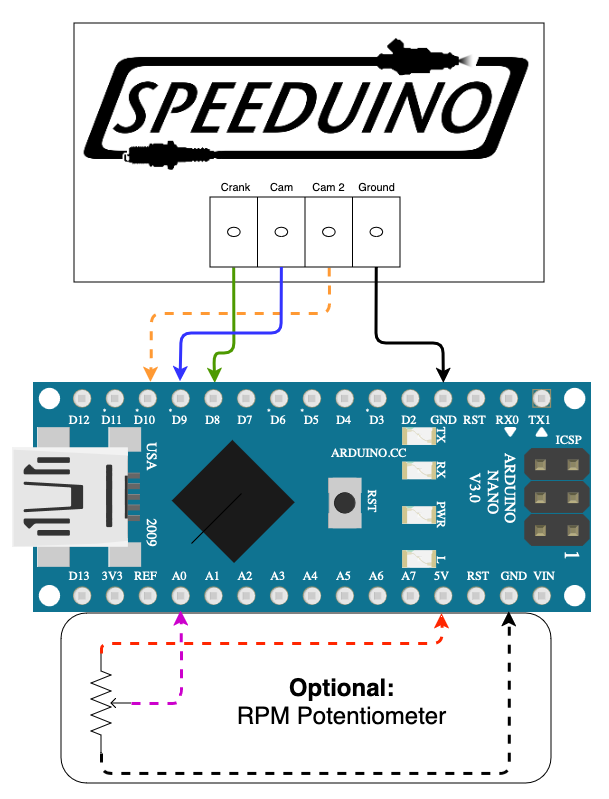 SPEEDUINO
Crank Cam Cam 2 Ground
D12 D11 D10 D9 D8 D7 D6 D5 D4 D3 D2 GND RST RX0 TX1
TX
ICSP
USA
ARDUINO.CC
RX
ARDUINO
NANO
V3.0
RST
PWR
2009
L
1
D13 3V3 REF A0 A1 A2 A3 A4 A5 A6 A7 5V RST GND VIN
Optional:
RPM Potentiometer